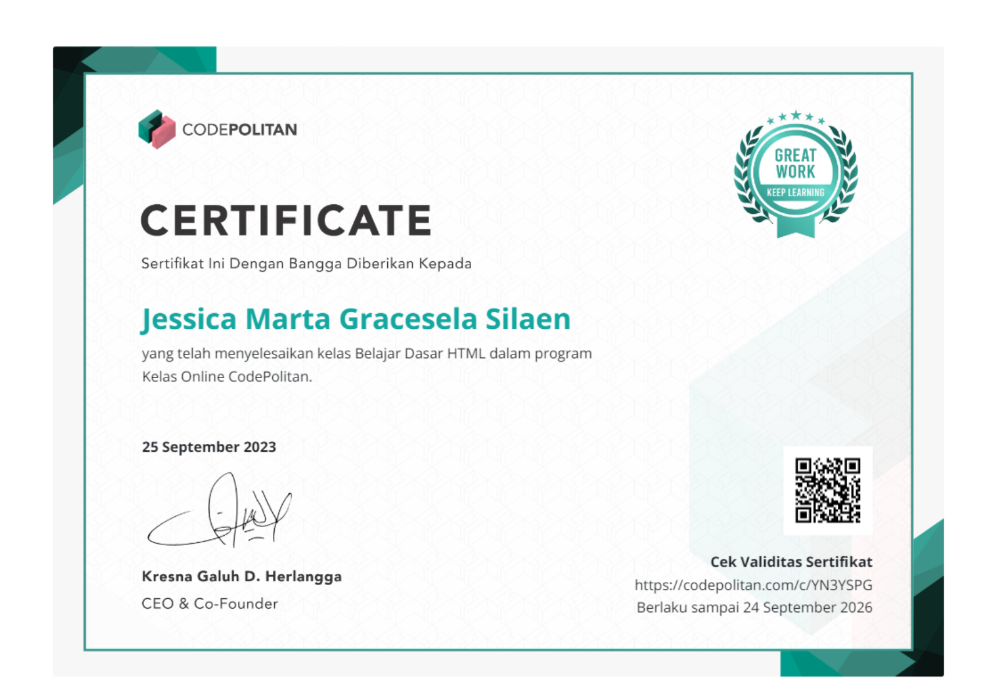 CODEPOLITAN
GREAT
WORK
KEEP LEARNING
CERTIFICATE
Sertifikat Ini Dengan Bangga Diberikan Kepada
Jessica Marta Gracesela Silaen
yang telah menyelesaikan kelas Belajar Dasar HTML dalam program
Kelas Online CodePolitan.
25 September 2023
Kresna Galuh D. Herlangga
CEO & Co-Founder
Cek Validitas Sertifikat
https://codepolitan.com/c/YN3YSPG
Berlaku sampai 24 September 2026